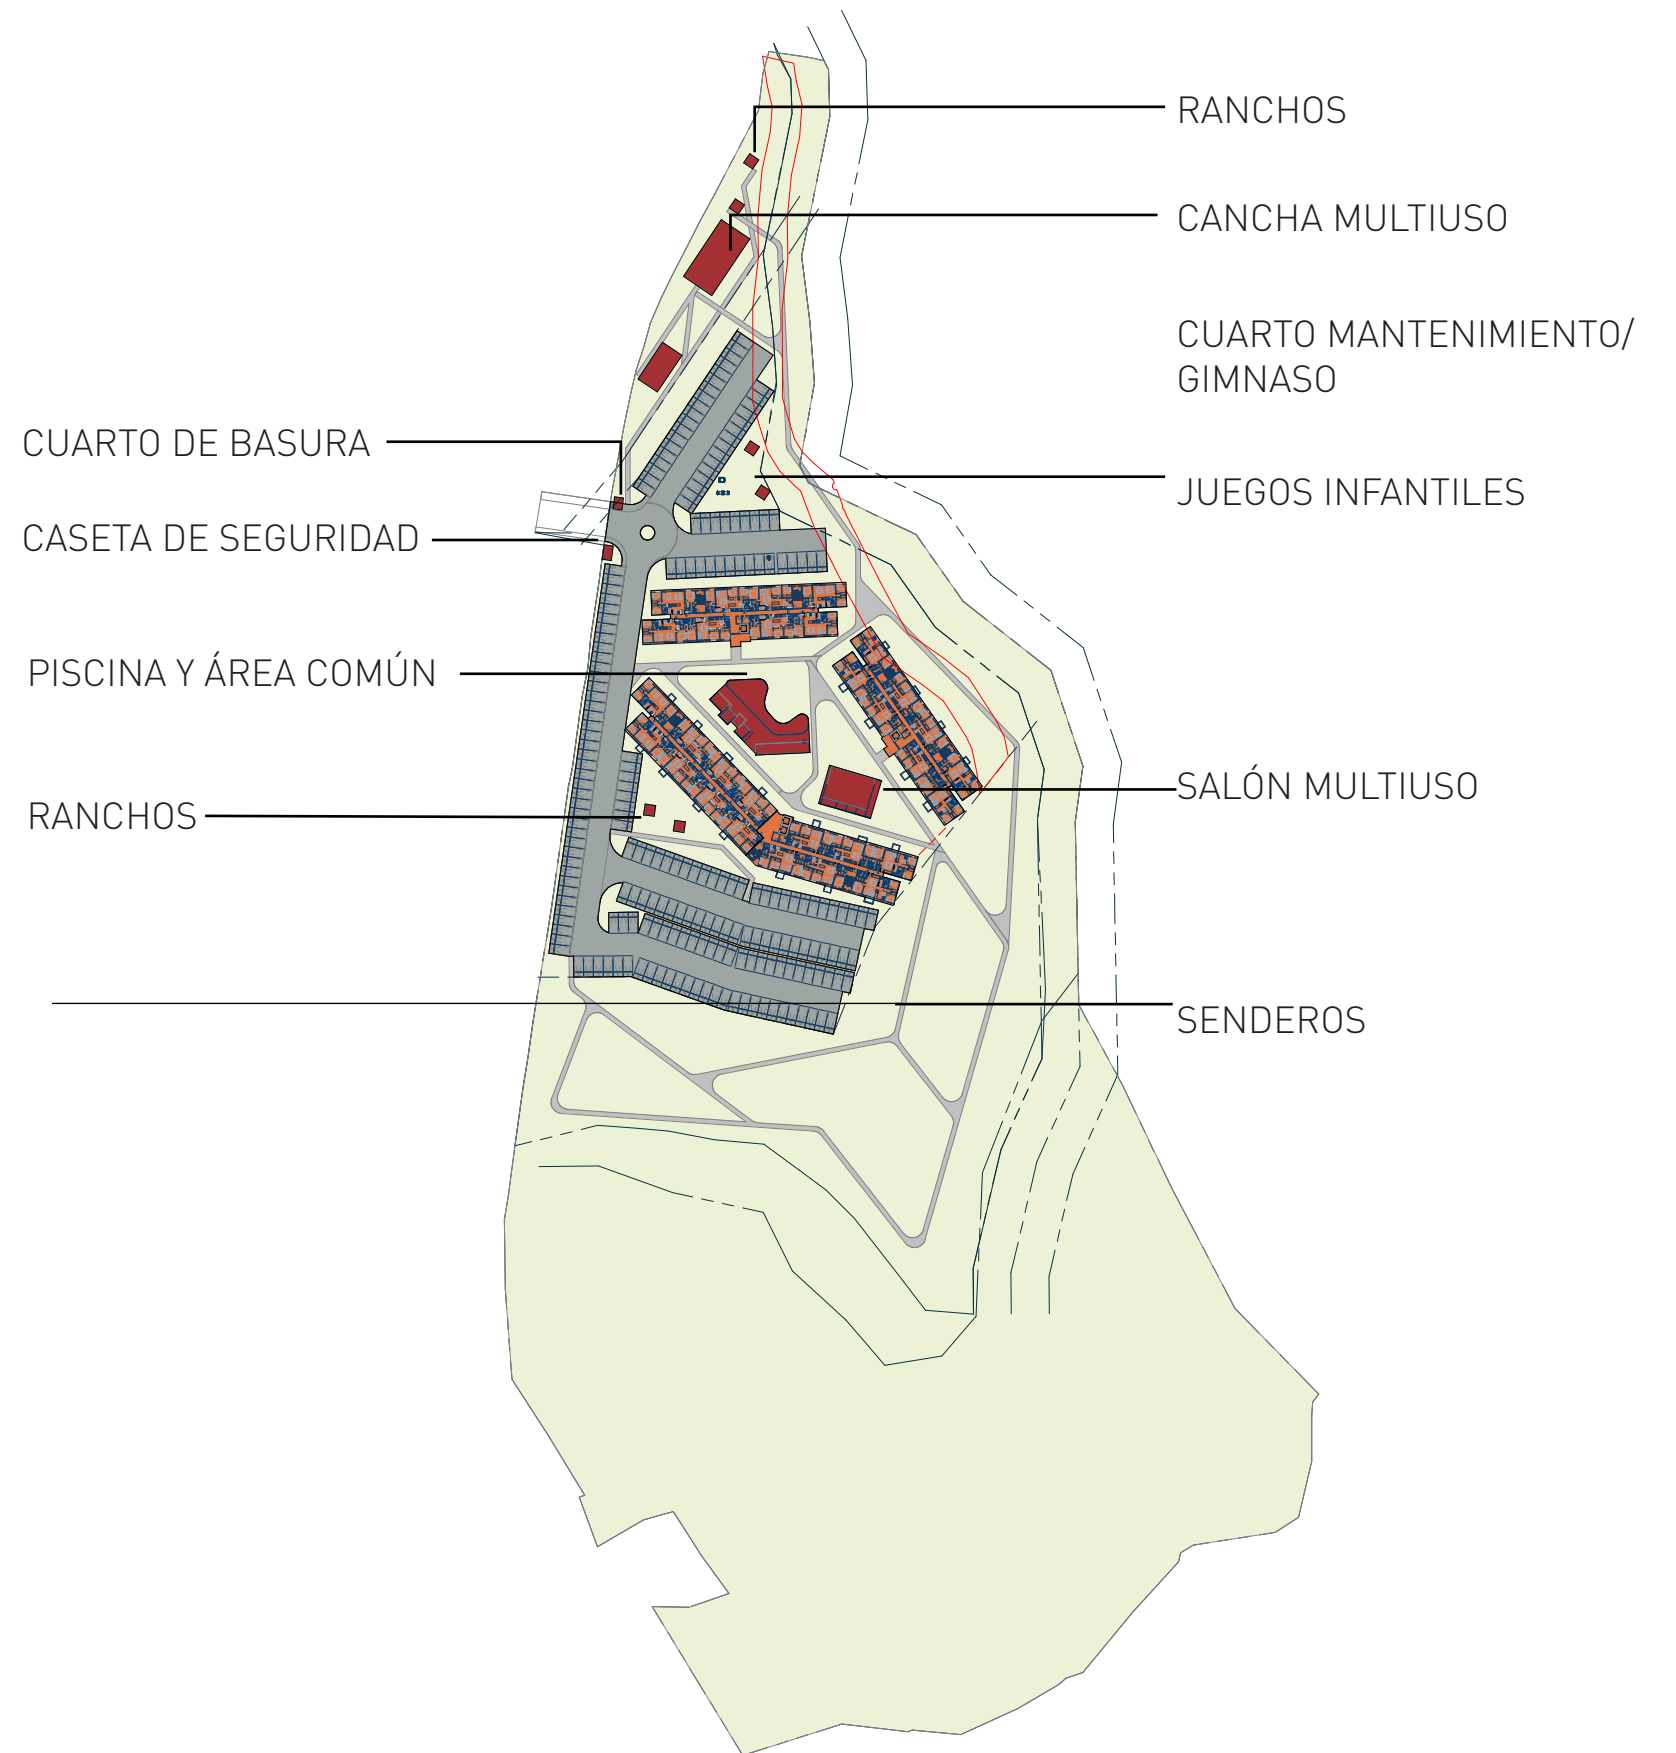 RANCHOS
CANCHA MULTIUSO
CUARTO MANTENIMIENTO/
GIMNASO
CUARTO DE BASURA
JUEGOS INFANTILES
CASETA DE SEGURIDAD
PISCINA Y ÁREA COMÚN
SALÓN MULTIUSO
RANCHOS
SENDEROS